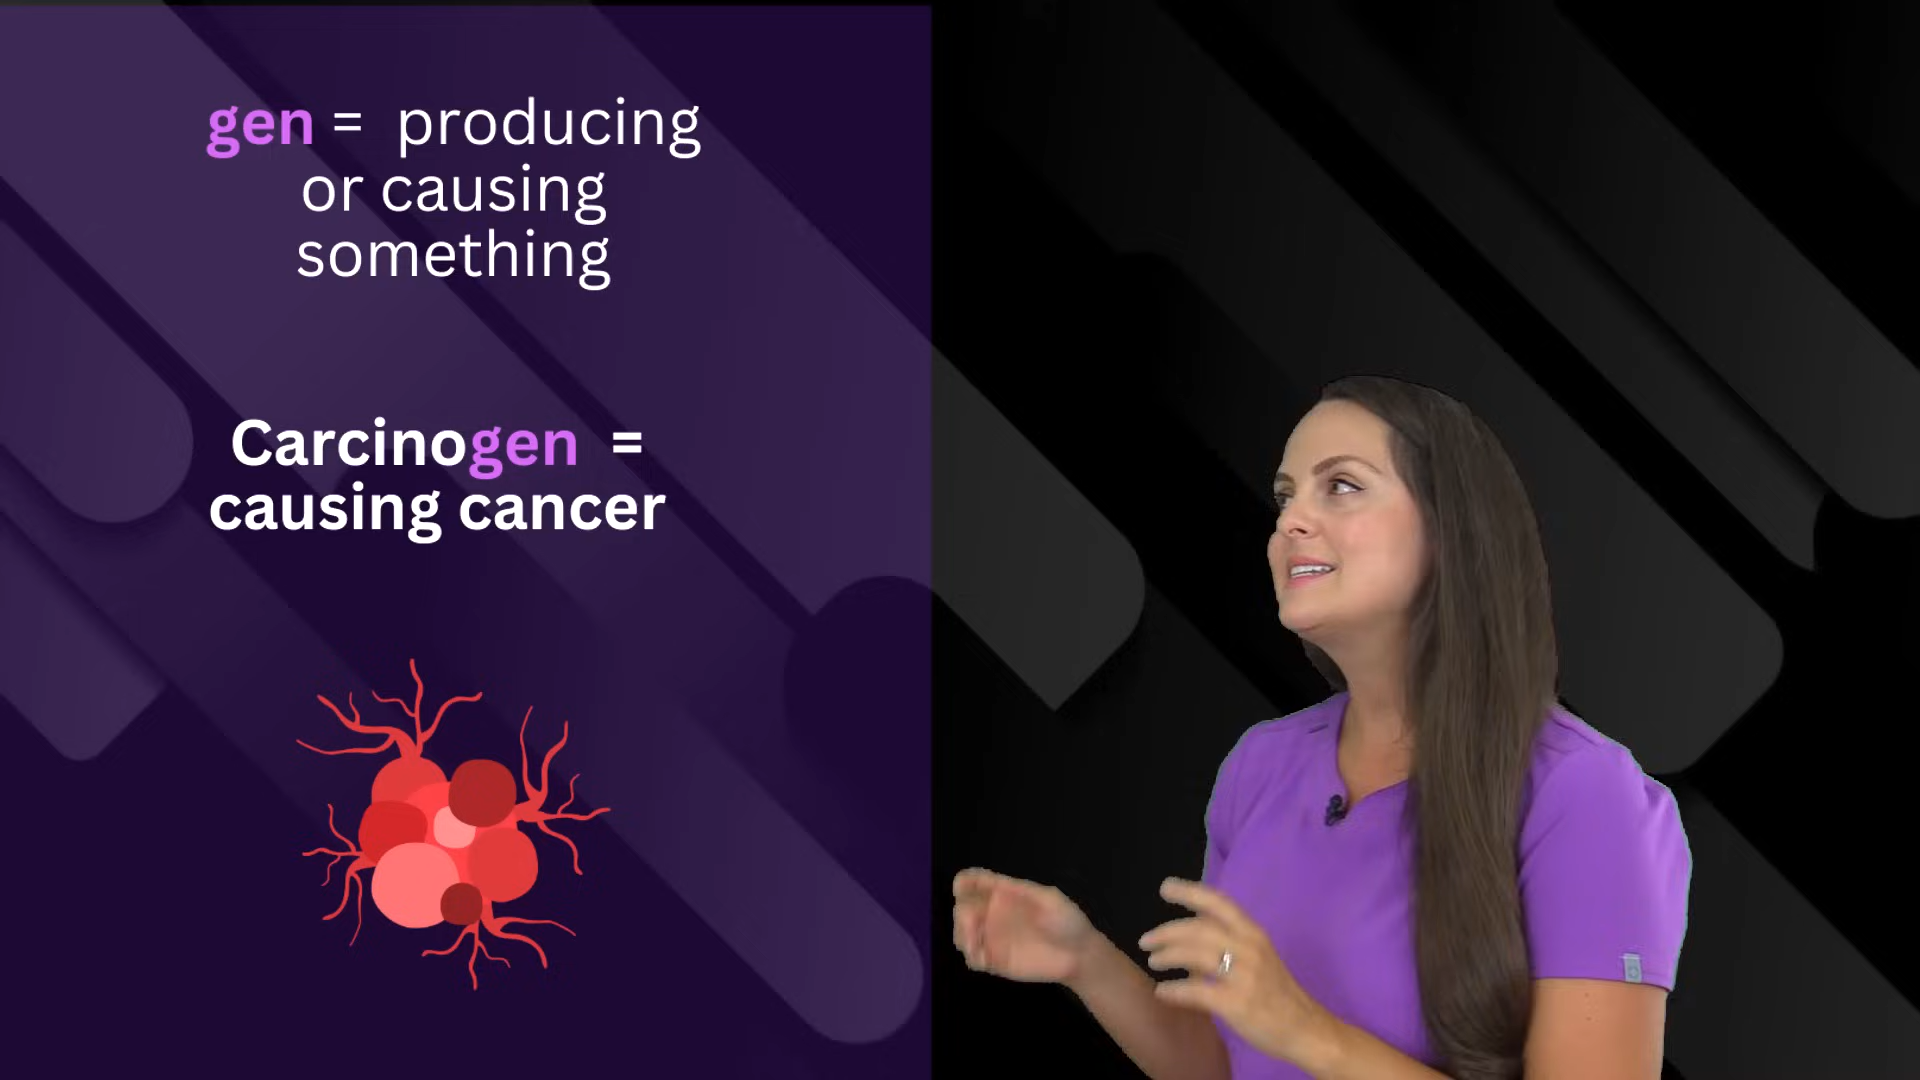 gen = producing
or causing
something
Carcinogen =
causing cancer